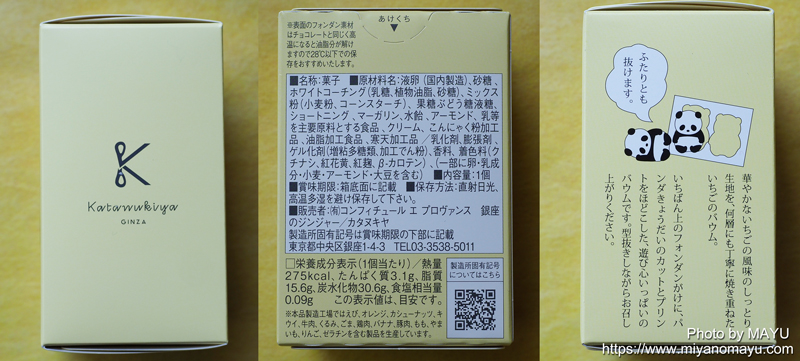 Katanukiya
GINZA
※表面のフォンダン素材
はチョコレートと同じく高
温になると油脂分が解け
ますので28℃以下での保
存をおすすめいたします。
あけくち
■名称:菓子 ■原材料名:液卵(国内製造)、砂糖、
ホワイトコーチング(乳糖、植物油脂、砂糖)、ミックス
粉(小麦粉、コーンスターチ)、果糖ぶどう糖液糖、
ショートニング、マーガリン、水飴、アーモンド、乳等
を主要原料とする食品、クリーム、こんにゃく粉加工
品、油脂加工食品、寒天加工品/乳化剤、膨張剤、
ゲル化剤(増粘多糖類、加工でん粉)、香料、着色料(ク
チナシ、紅花黄、紅麹、β-カロテン)、(一部に卵・乳成
分・小麦・アーモンド・大豆を含む) ■内容量:1個
■賞味期限:箱底面に記載 ■保存方法:直射日光、
高温多湿を避け保存して下さい。
■販売者:㈲コンフィチュール エ プロヴァンス 銀座
のジンジャー/カタヌキヤ
製造所固有記号は賞味期限の下部に記載
東京都中央区銀座1-4-3 TEL03-3538-5011
□栄養成分表示(1個当たり)/熱量
275kcal、たんぱく質3.1g、脂質
15.6g、炭水化物30.6g、食塩相当量
0.09g この表示値は、目安です。
製造所固有記号
についてはこちら
※本品製造工場ではえび、オレンジ、カシューナッツ、キ
ウイ、牛肉、くるみ、ごま、鶏肉、バナナ、豚肉、もも、やま
いも、りんご、ゼラチンを含む製品を生産しています。
ふたりとも
抜けます。
華やかないちごの風味のしっとり
生地を、何層にも丁寧に焼き重ねた
いちごのバウム。
いちばん上のフォンダンがけに、パ
ンダきょうだいのカットとプリン
トをほどこした、遊び心いっぱいの
バウムです。型抜きしながらお召し
上がりください。
Photo by MAYU
https://www.miyanomayu.com